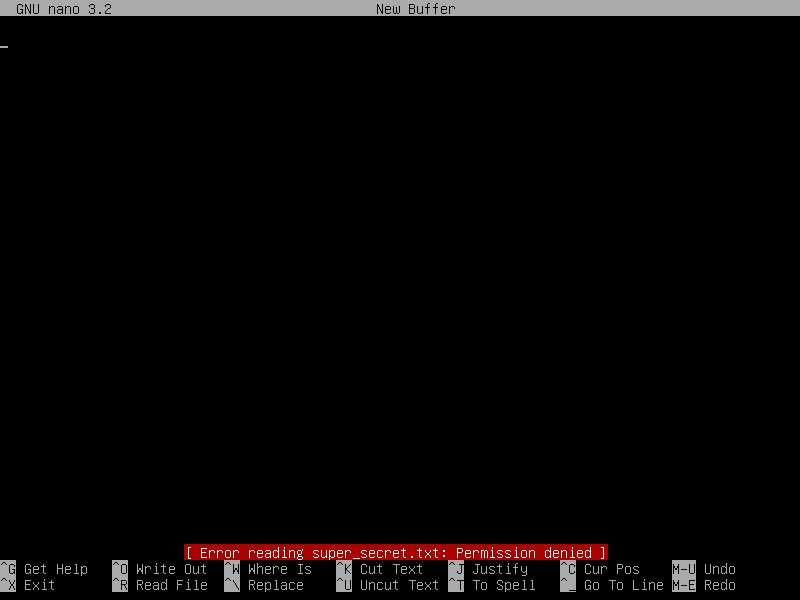 GNU nano 3.2 New Buffer
[ Error reading super_secret.txt: Permission denied ]
^G Get Help ^O Write Out ^W Where Is ^K Cut Text ^J Justify ^C Cur Pos M-U Undo
^X Exit ^R Read File ^\ Replace ^U Uncut Text ^T To Spell ^_ Go To Line M-E Redo